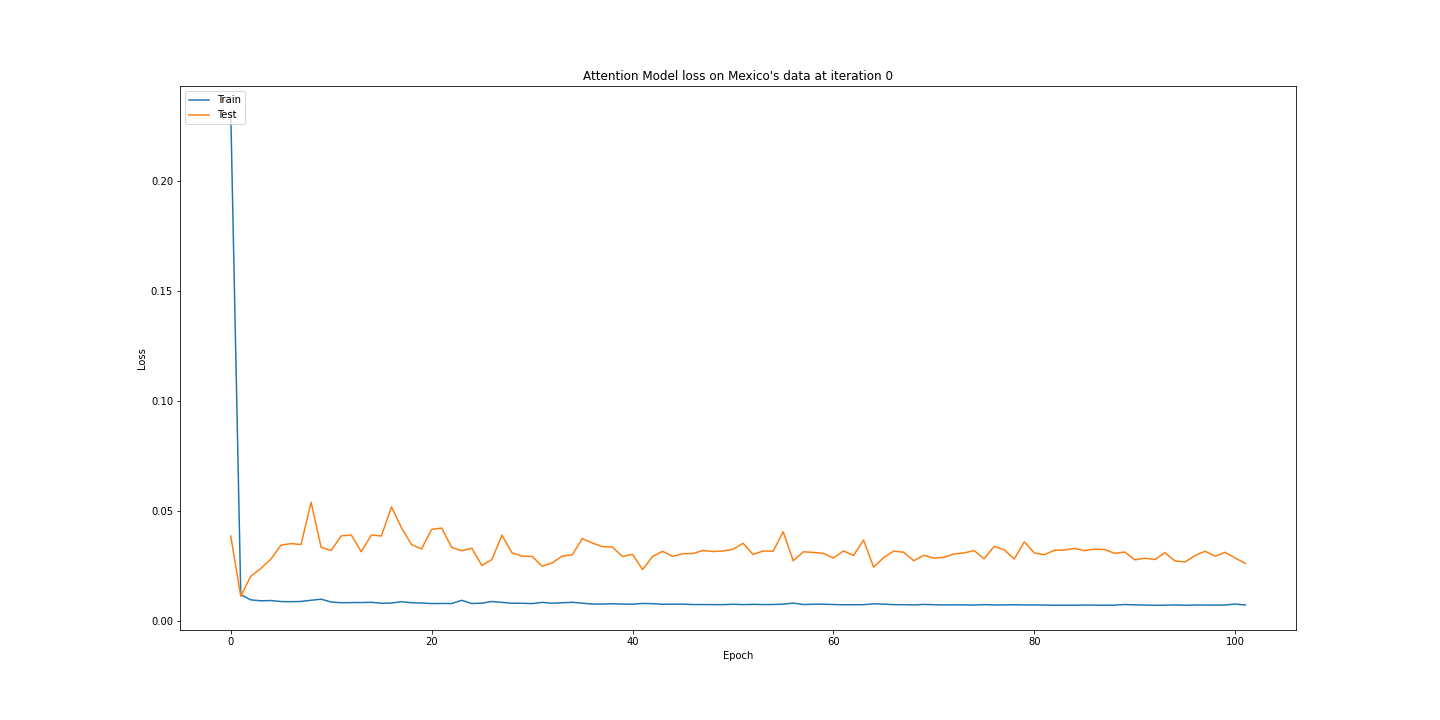 Attention Model loss on Mexico's data at iteration 0
Train
Test
0.20
0.15
0.10
0.05
0.00
Loss
0 20 40 60 80 100
Epoch